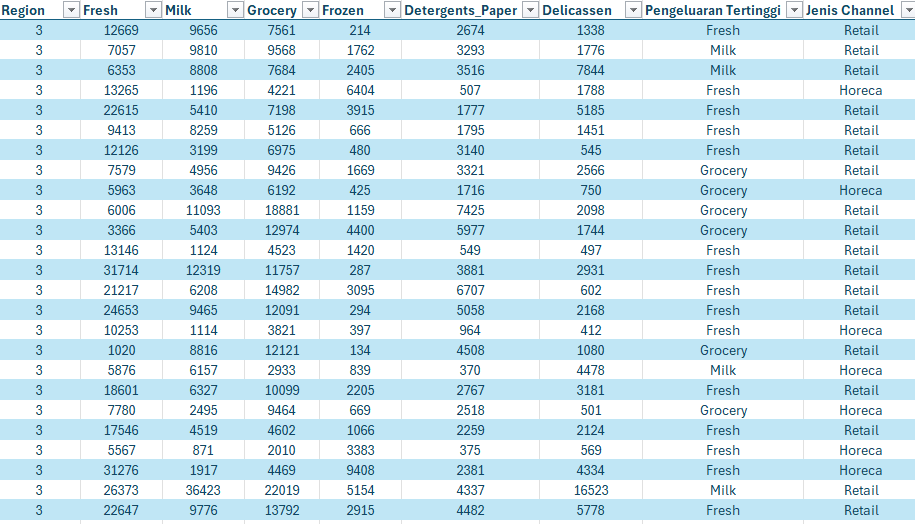 Region Fresh Milk Grocery Frozen Detergents_Paper Delicassen Pengeluaran Tertinggi Jenis Channel
3 12669 9656 7561 214 2674 1338 Fresh Retail
3 7057 9810 9568 1762 3293 1776 Milk Retail
3 6353 8808 7684 2405 3516 7844 Milk Retail
3 13265 1196 4221 6404 507 1788 Fresh Horeca
3 22615 5410 7198 3915 1777 5185 Fresh Retail
3 9413 8259 5126 666 1795 1451 Fresh Retail
3 12126 3199 6975 480 3140 545 Fresh Retail
3 7579 4956 9426 1669 3321 2566 Grocery Retail
3 5963 3648 6192 425 1716 750 Grocery Horeca
3 6006 11093 18881 1159 7425 2098 Grocery Retail
3 3366 5403 12974 4400 5977 1744 Grocery Retail
3 13146 1124 4523 1420 549 497 Fresh Retail
3 31714 12319 11757 287 3881 2931 Fresh Retail
3 21217 6208 14982 3095 6707 602 Fresh Retail
3 24653 9465 12091 294 5058 2168 Fresh Retail
3 10253 1114 3821 397 964 412 Fresh Horeca
3 1020 8816 12121 134 4508 1080 Grocery Retail
3 5876 6157 2933 839 370 4478 Milk Horeca
3 18601 6327 10099 2205 2767 3181 Fresh Retail
3 7780 2495 9464 669 2518 501 Grocery Horeca
3 17546 4519 4602 1066 2259 2124 Fresh Retail
3 5567 871 2010 3383 375 569 Fresh Horeca
3 31276 1917 4469 9408 2381 4334 Fresh Horeca
3 26373 36423 22019 5154 4337 16523 Milk Retail
3 22647 9776 13792 2915 4482 5778 Fresh Retail